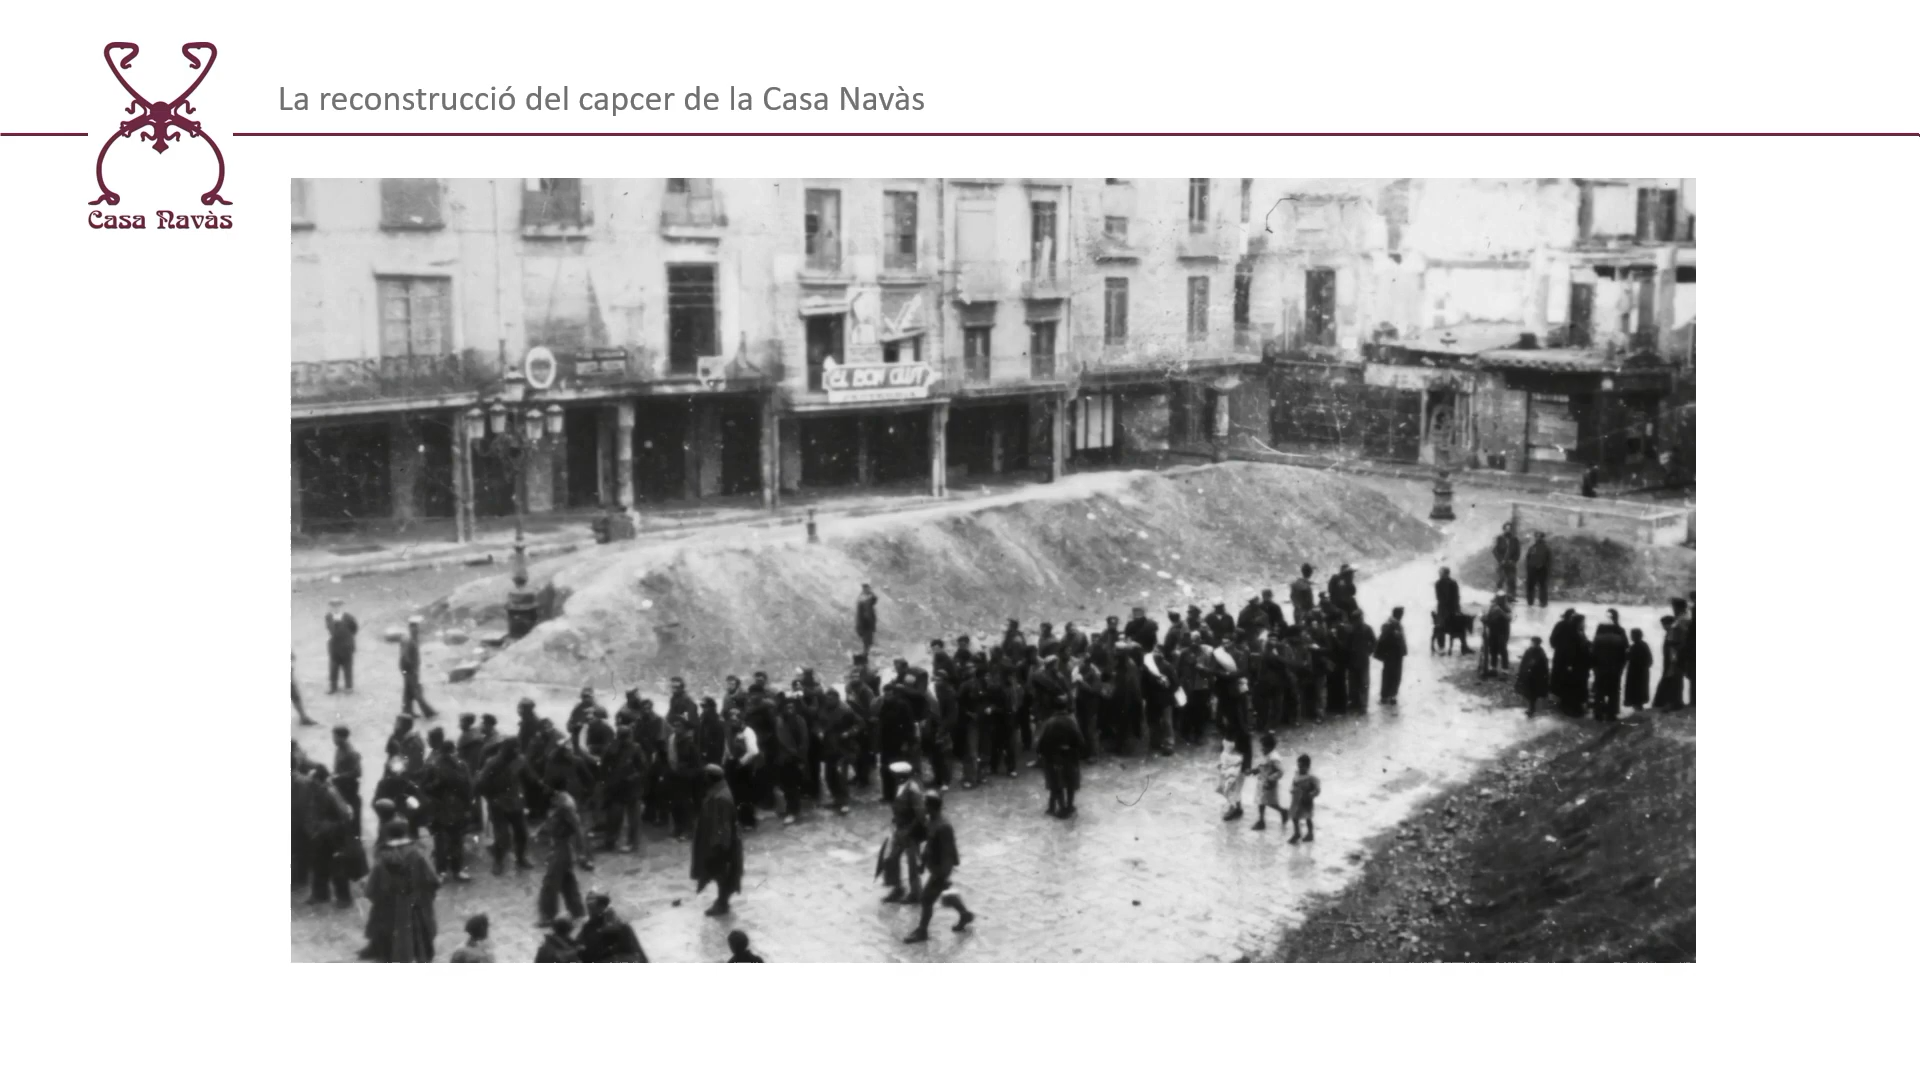 La reconstrucció del capcer de la Casa Navàs
Casa Navàs
EL BON GUST